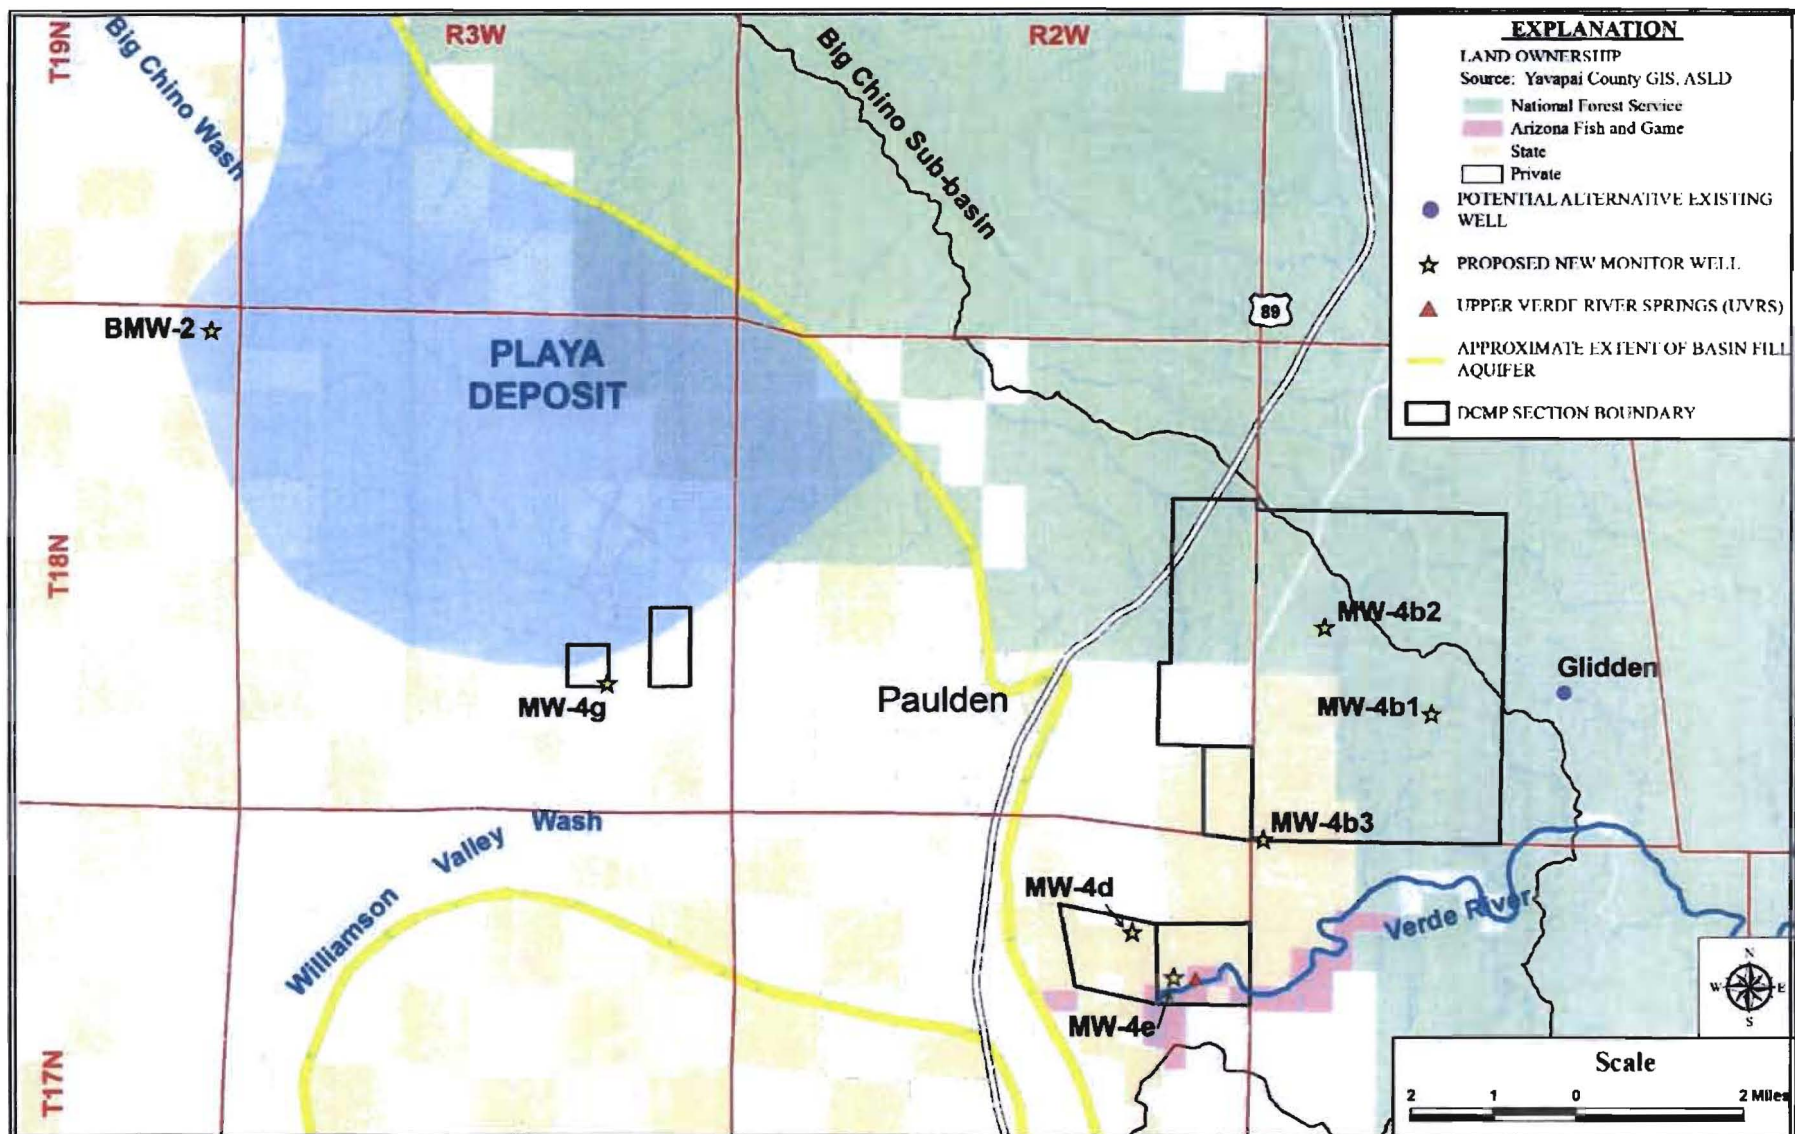 T19N
R3W
R2W
Big Chino Wash
Big Chino Sub-basin
EXPLANATION
LAND OWNERSHIP
Source: Yavapai County GIS, ASLD
National Forest Service
Arizona Fish and Game
State
Private
POTENTIAL ALTERNATIVE EXISTING
WELL
PROPOSED NEW MONITOR WELL
UPPER VERDE RIVER SPRINGS (UVRS)
APPROXIMATE EXTENT OF BASIN FILL
AQUIFER
DCMP SECTION BOUNDARY
89
BMW-2
PLAYA
DEPOSIT
T18N
MW-4b2
Glidden
MW-4g
Paulden
MW-4b1
Williamson Valley Wash
MW-4b3
MW-4d
Verde River
MW-4e
N
W
E
S
T17N
Scale
2 1 0 2 Miles